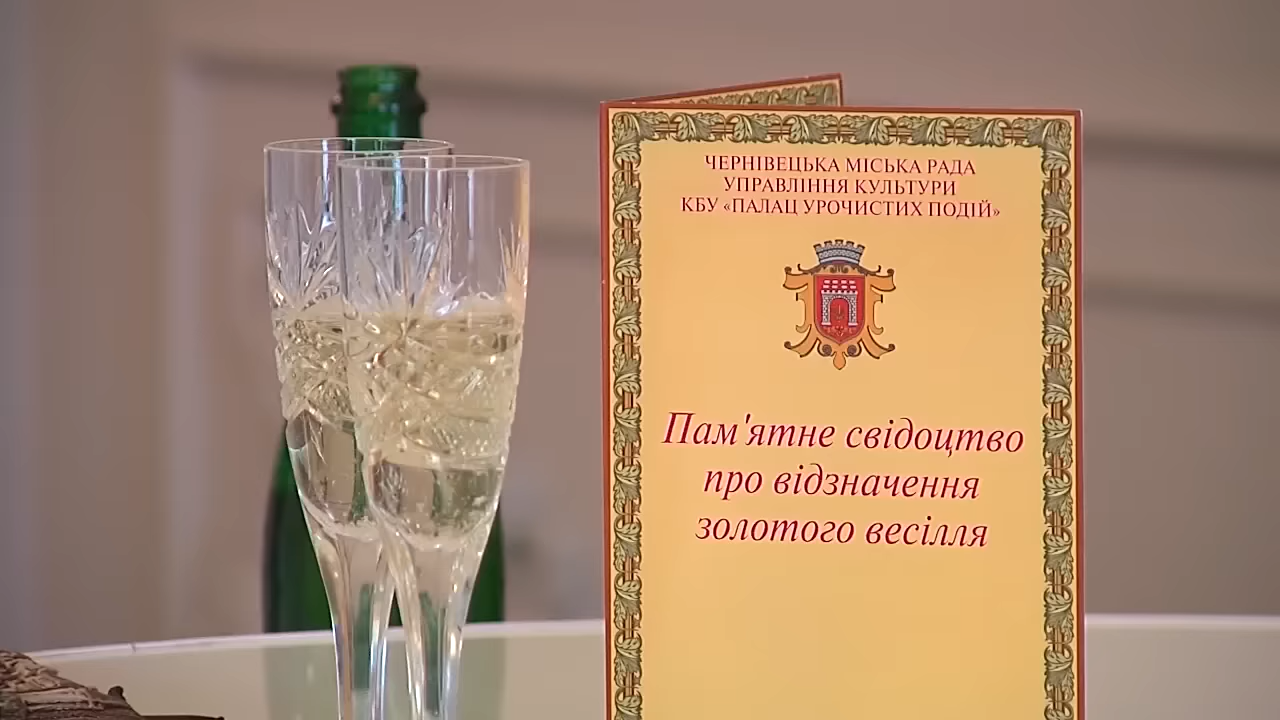 ЧЕРНІВЕЦЬКА МІСЬКА РАДА
УПРАВЛІННЯ КУЛЬТУРИ
КБУ «ПАЛАЦ УРОЧИСТИХ ПОДІЙ»
Пам'ятне свідоцтво
про відзначення
золотого весілля